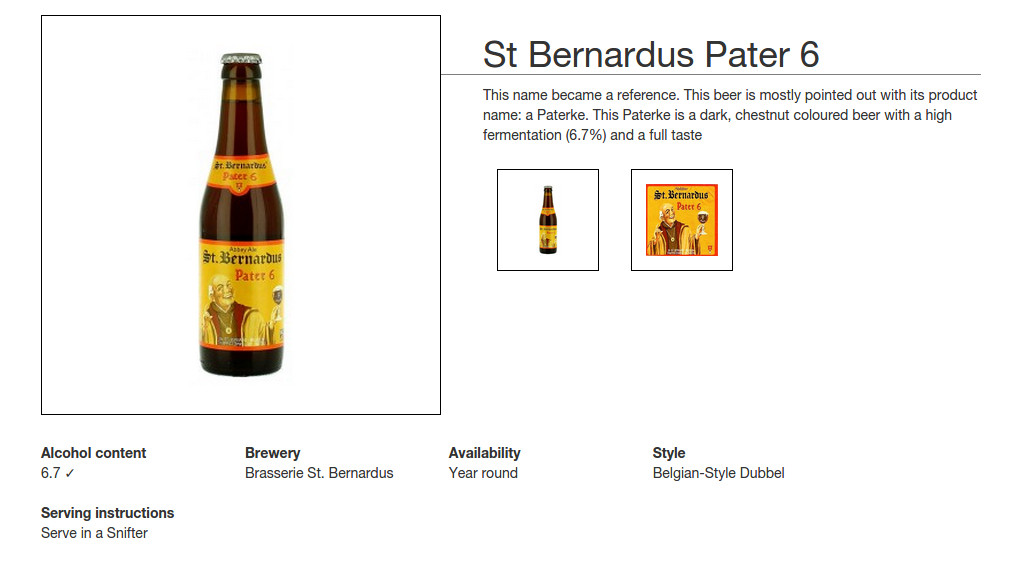 St Bernardus Pater 6
This name became a reference. This beer is mostly pointed out with its product
name: a Paterke. This Paterke is a dark, chestnut coloured beer with a high
fermentation (6.7%) and a full taste
St.Bernardus
Pater 6
Abbey Ale
St.Bernardus
Pater 6
St.Bernardus
Pater 6
Alcohol content
6.7 ✓
Brewery
Brasserie St. Bernardus
Availability
Year round
Style
Belgian-Style Dubbel
Serving instructions
Serve in a Snifter